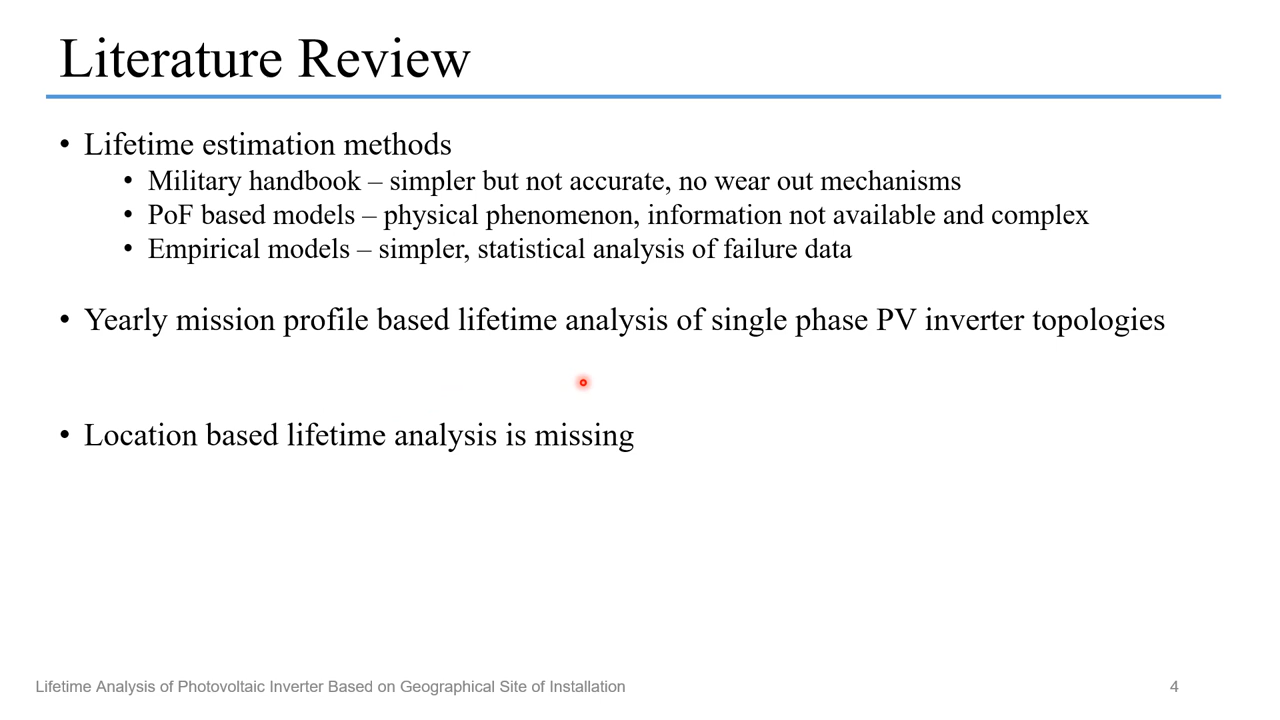 Literature Review
• Lifetime estimation methods
• Military handbook – simpler but not accurate, no wear out mechanisms
• PoF based models – physical phenomenon, information not available and complex
• Empirical models – simpler, statistical analysis of failure data
• Yearly mission profile based lifetime analysis of single phase PV inverter topologies
• Location based lifetime analysis is missing
Lifetime Analysis of Photovoltaic Inverter Based on Geographical Site of Installation 4